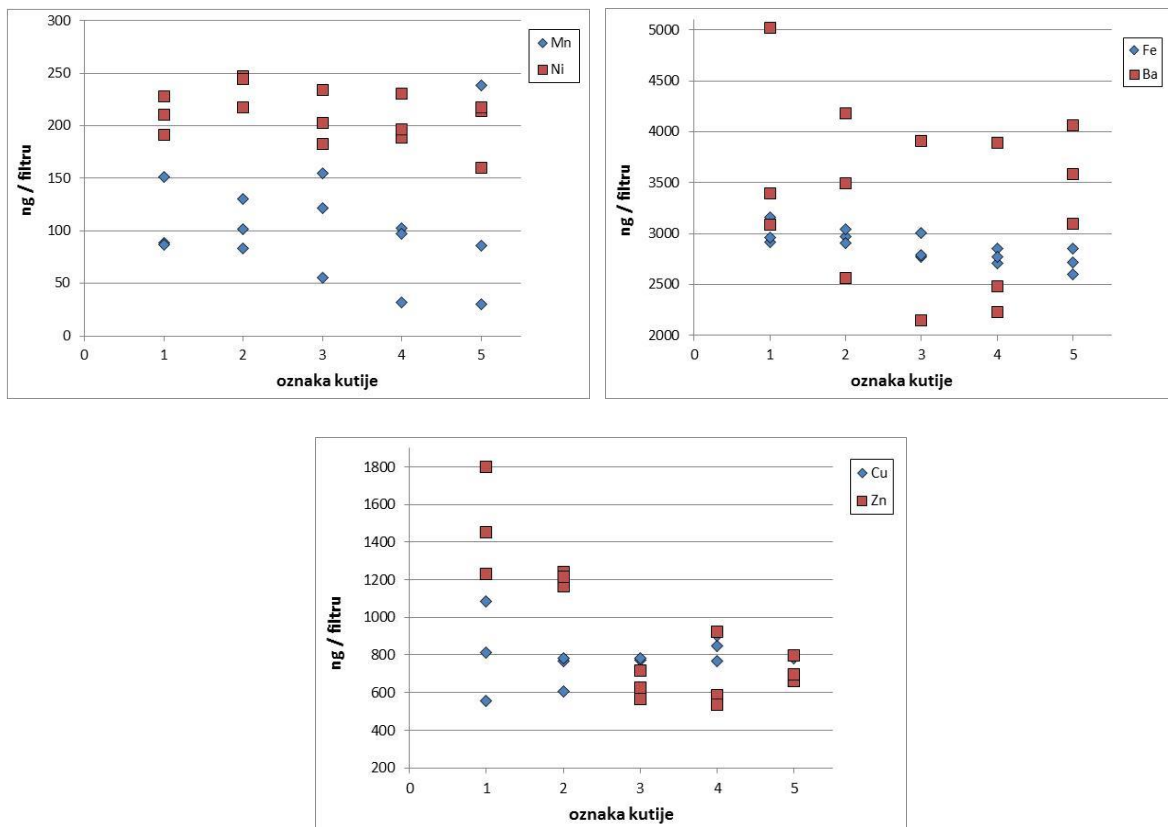 300
250
200
150
100
50
0
ng / filtru
0 1 2 3 4 5
oznaka kutije
Mn
Ni
5000
4500
4000
3500
3000
2500
2000
ng / filtru
0 1 2 3 4 5
oznaka kutije
Fe
Ba
1800
1600
1400
1200
1000
800
600
400
200
ng / filtru
0 1 2 3 4 5
oznaka kutije
Cu
Zn